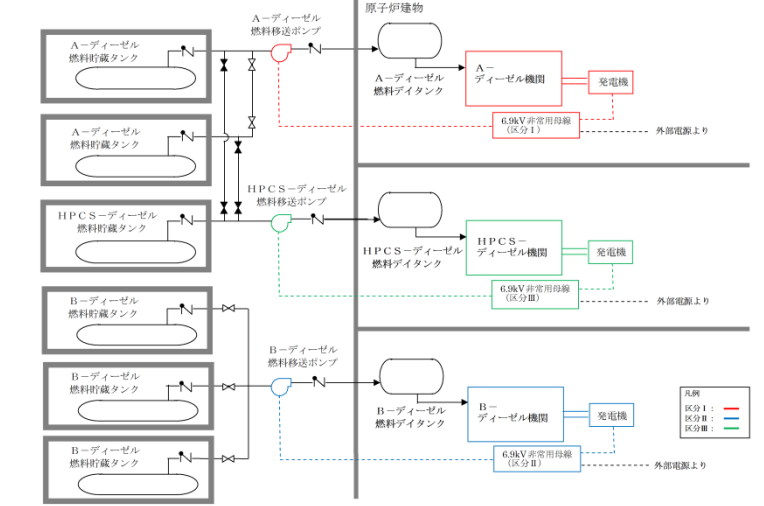 原子炉建物
A－ディーゼル
燃料移送ポンプ
A－ディーゼル
燃料貯蔵タンク
A－ディーゼル
燃料デイタンク
A－
ディーゼル機関
発電機
6.9kV非常用母線
（区分Ⅰ）
外部電源より
A－ディーゼル
燃料貯蔵タンク
HPCS－ディーゼル
燃料移送ポンプ
HPCS－ディーゼル
燃料貯蔵タンク
HPCS－ディーゼル
燃料デイタンク
HPCS－
ディーゼル機関
発電機
6.9kV非常用母線
（区分Ⅲ）
外部電源より
B－ディーゼル
燃料貯蔵タンク
B－ディーゼル
燃料移送ポンプ
B－ディーゼル
燃料貯蔵タンク
B－ディーゼル
燃料デイタンク
B－
ディーゼル機関
発電機
6.9kV非常用母線
（区分Ⅱ）
外部電源より
B－ディーゼル
燃料貯蔵タンク
凡例
区分Ⅰ：
区分Ⅱ：
区分Ⅲ：